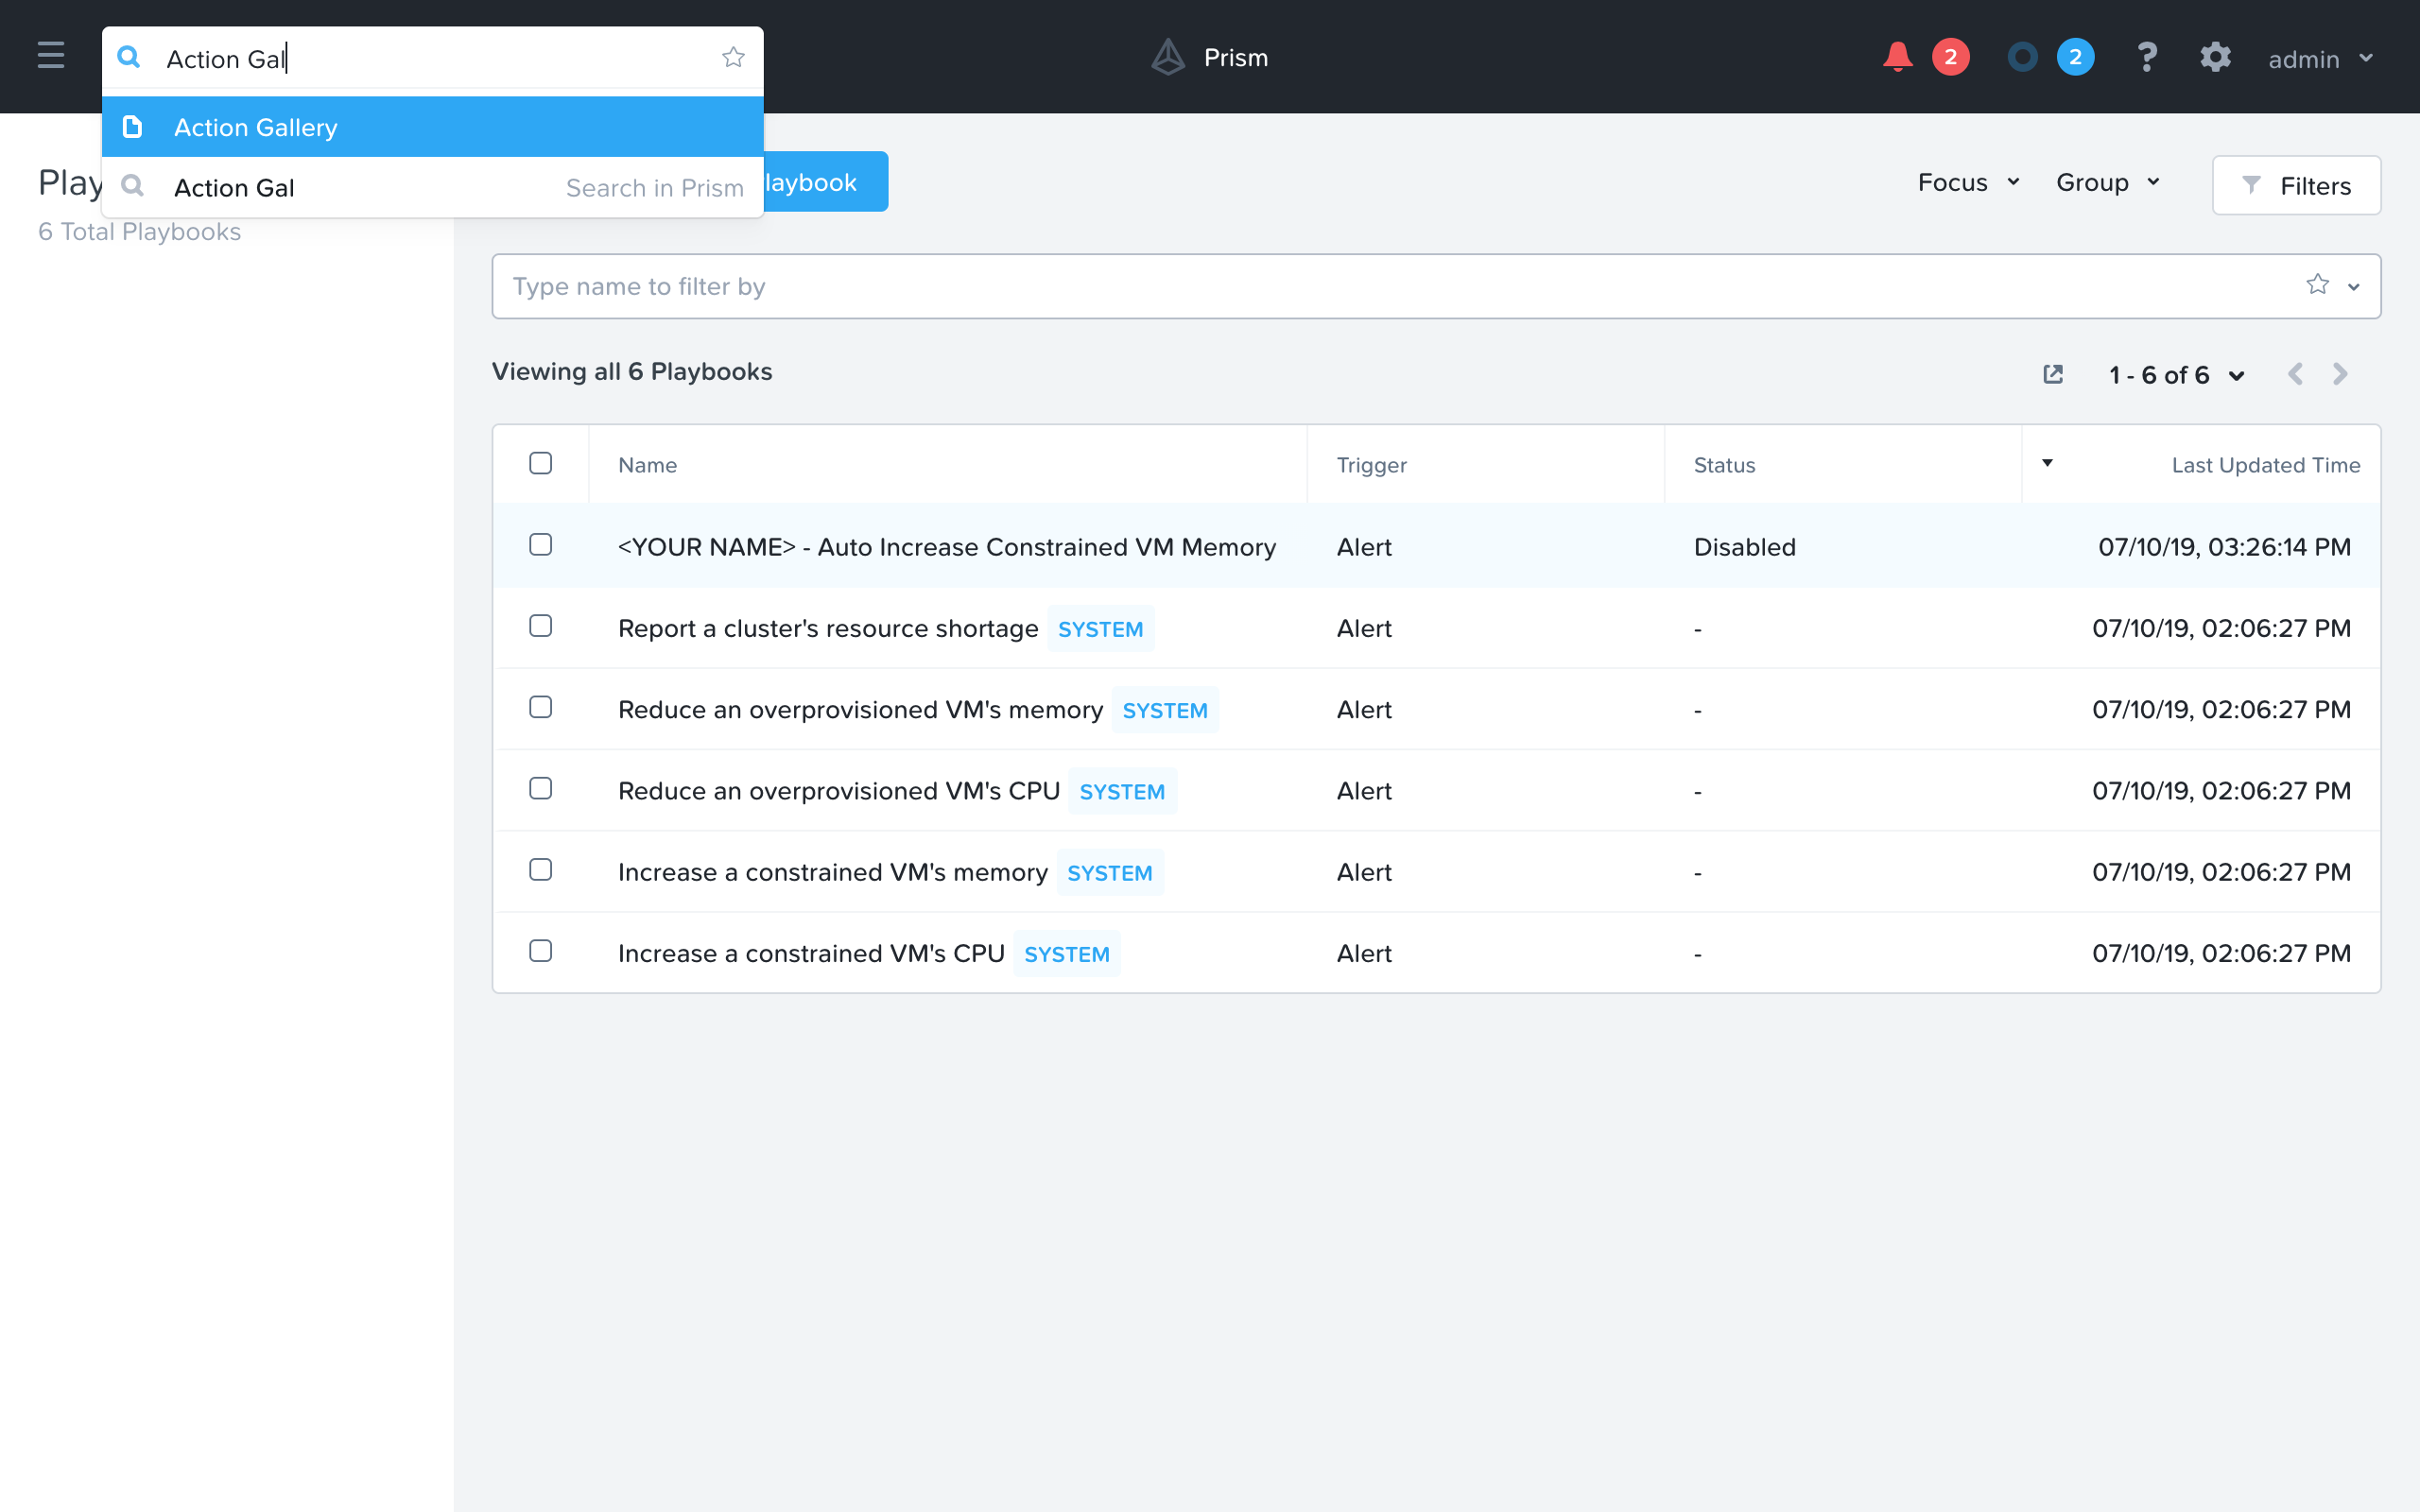 Action Gal
Prism
2
2
?
admin
Action Gallery
Action Gal Search in Prism
Play
laybook
Focus
Group
Filters
6 Total Playbooks
Type name to filter by
Viewing all 6 Playbooks
1 - 6 of 6
Name Trigger Status Last Updated Time
<YOUR NAME> - Auto Increase Constrained VM Memory Alert Disabled 07/10/19, 03:26:14 PM
Report a cluster's resource shortage SYSTEM Alert - 07/10/19, 02:06:27 PM
Reduce an overprovisioned VM's memory SYSTEM Alert - 07/10/19, 02:06:27 PM
Reduce an overprovisioned VM's CPU SYSTEM Alert - 07/10/19, 02:06:27 PM
Increase a constrained VM's memory SYSTEM Alert - 07/10/19, 02:06:27 PM
Increase a constrained VM's CPU SYSTEM Alert - 07/10/19, 02:06:27 PM